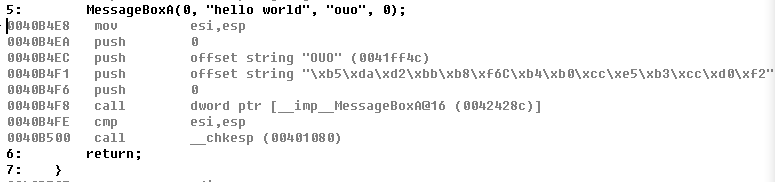 5: MessageBoxA(0, "hello world", "ouo", 0);
0040B4E8 mov esi,esp
0040B4EA push 0
0040B4EC push offset string "OUO" (0041ff4c)
0040B4F1 push offset string "\xb5\xda\xd2\xbb\xb8\xf6C\xb4\xb0\xcc\xe5\xb3\xcc\xd0\xf2"
0040B4F6 push 0
0040B4F8 call dword ptr [__imp__MessageBoxA@16 (0042428c)]
0040B4FE cmp esi,esp
0040B500 call __chkesp (00401080)
6: return;
7: }